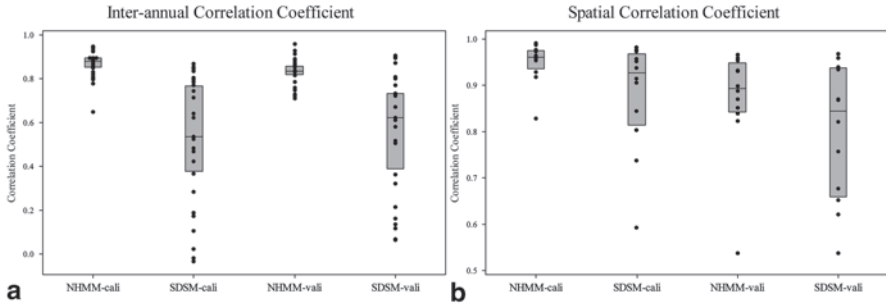 Inter-annual Correlation Coefficient
Correlation Coefficient
1.0
0.8
0.6
0.4
0.2
0.0
NHMM-cali SDSM-cali NHMM-vali SDSM-vali
a
Spatial Correlation Coefficient
Correlation Coefficient
1.0
0.9
0.8
0.7
0.6
0.5
NHMM-cali SDSM-cali NHMM-vali SDSM-vali
b